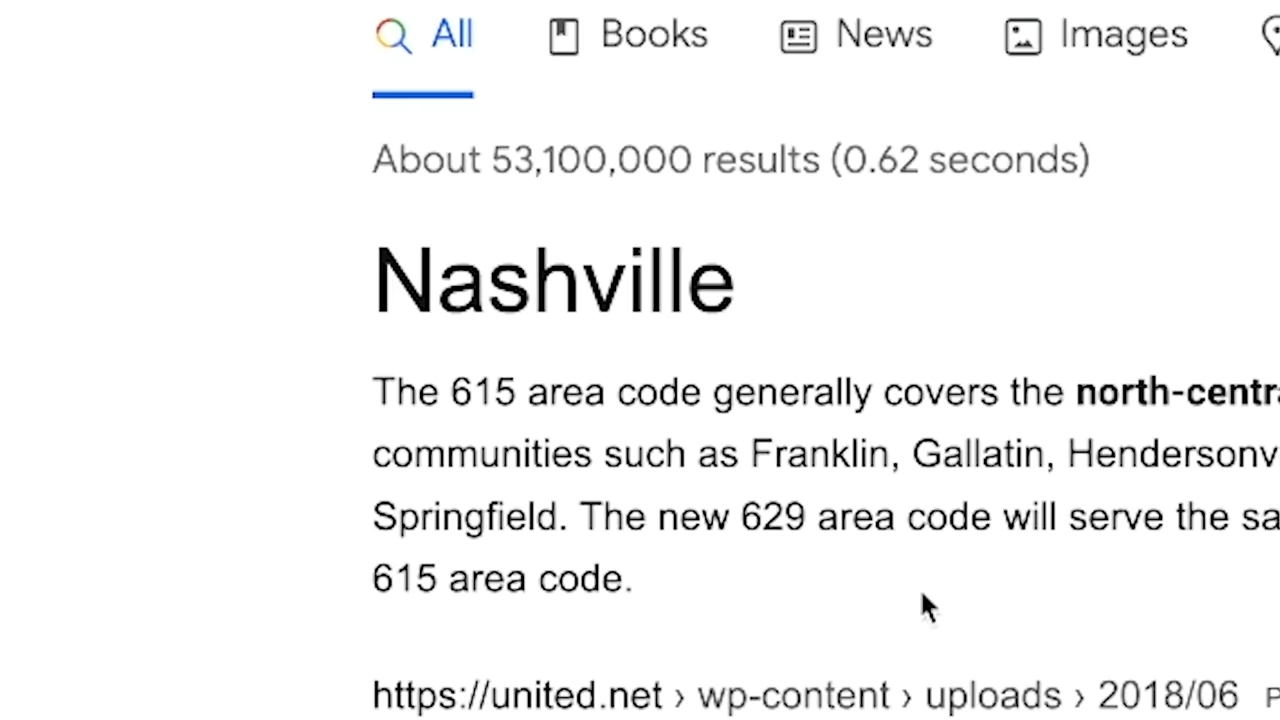 All Books News Images
About 53,100,000 results (0.62 seconds)
Nashville
The 615 area code generally covers the
communities such as Franklin, Gallatin,
Springfield. The new 629 area code will serve the
615 area code.
https://united.net › wp-content › uploads › 2018/06